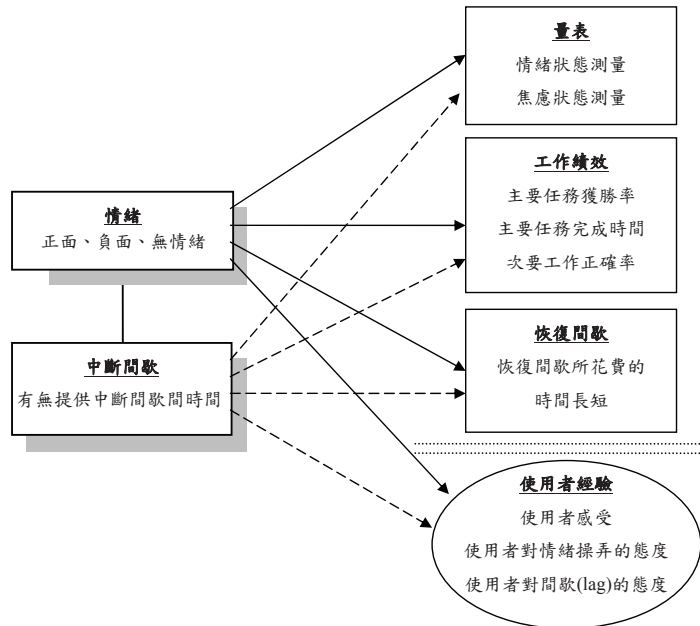 量表
情緒狀態測量
焦慮狀態測量
工作績效
主要任務獲勝率
主要任務完成時間
次要工作正確率
情緒
正面、負面、無情緒
中斷間歇
有無提供中斷間歇間時間
恢復間歇
恢復間歇所花費的
時間長短
使用者經驗
使用者感受
使用者對情緒操弄的態度
使用者對間歇(lag)的態度